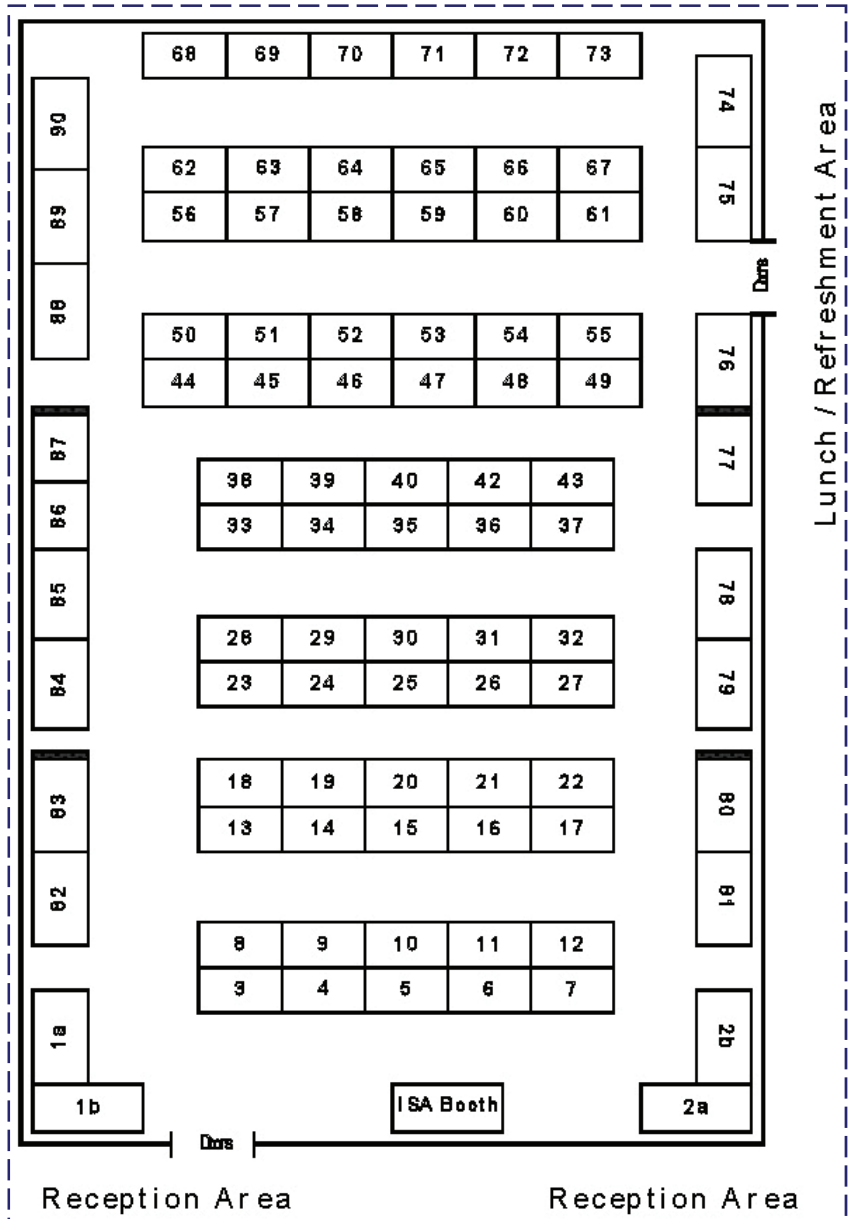 68 69 70 71 72 73
74
90
62 63 64 65 66 67
75
89
56 57 58 59 60 61
Doors
88
50 51 52 53 54 55
76
44 45 46 47 48 49
87
77
38 39 40 42 43
86
33 34 35 36 37
85
78
28 29 30 31 32
84
79
23 24 25 26 27
83
80
18 19 20 21 22
13 14 15 16 17
82
81
8 9 10 11 12
3 4 5 6 7
1a
2b
1b
ISA Booth
2a
Doors
Lunch / Refreshment Area
Reception Area
Reception Area